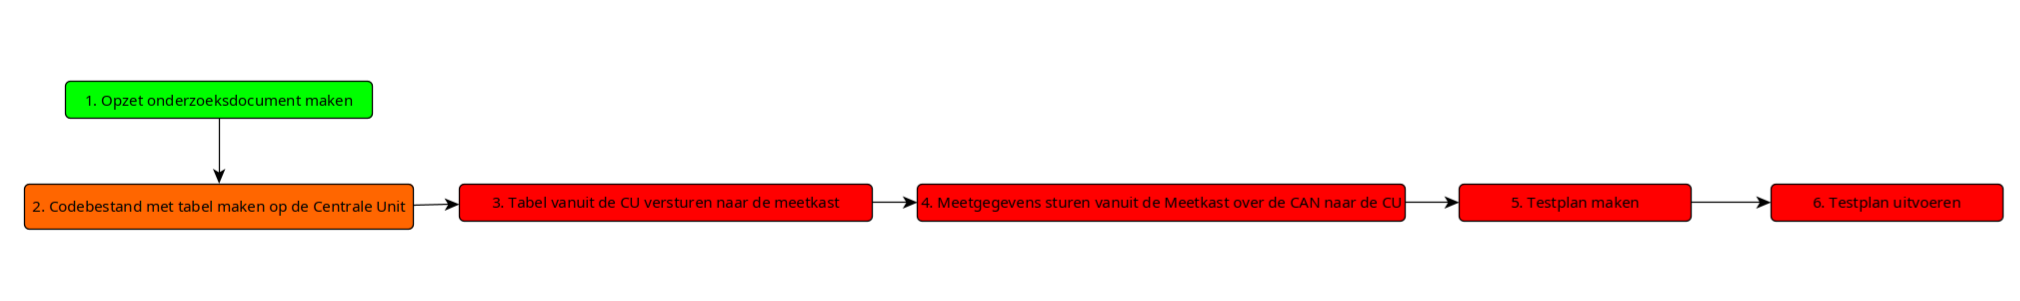 1. Opzet onderzoeksdocument maken
2. Codebestand met tabel maken op de Centrale Unit
3. Tabel vanuit de CU versturen naar de meetkast
4. Meetgegevens sturen vanuit de Meetkast over de CAN naar de CU
5. Testplan maken
6. Testplan uitvoeren